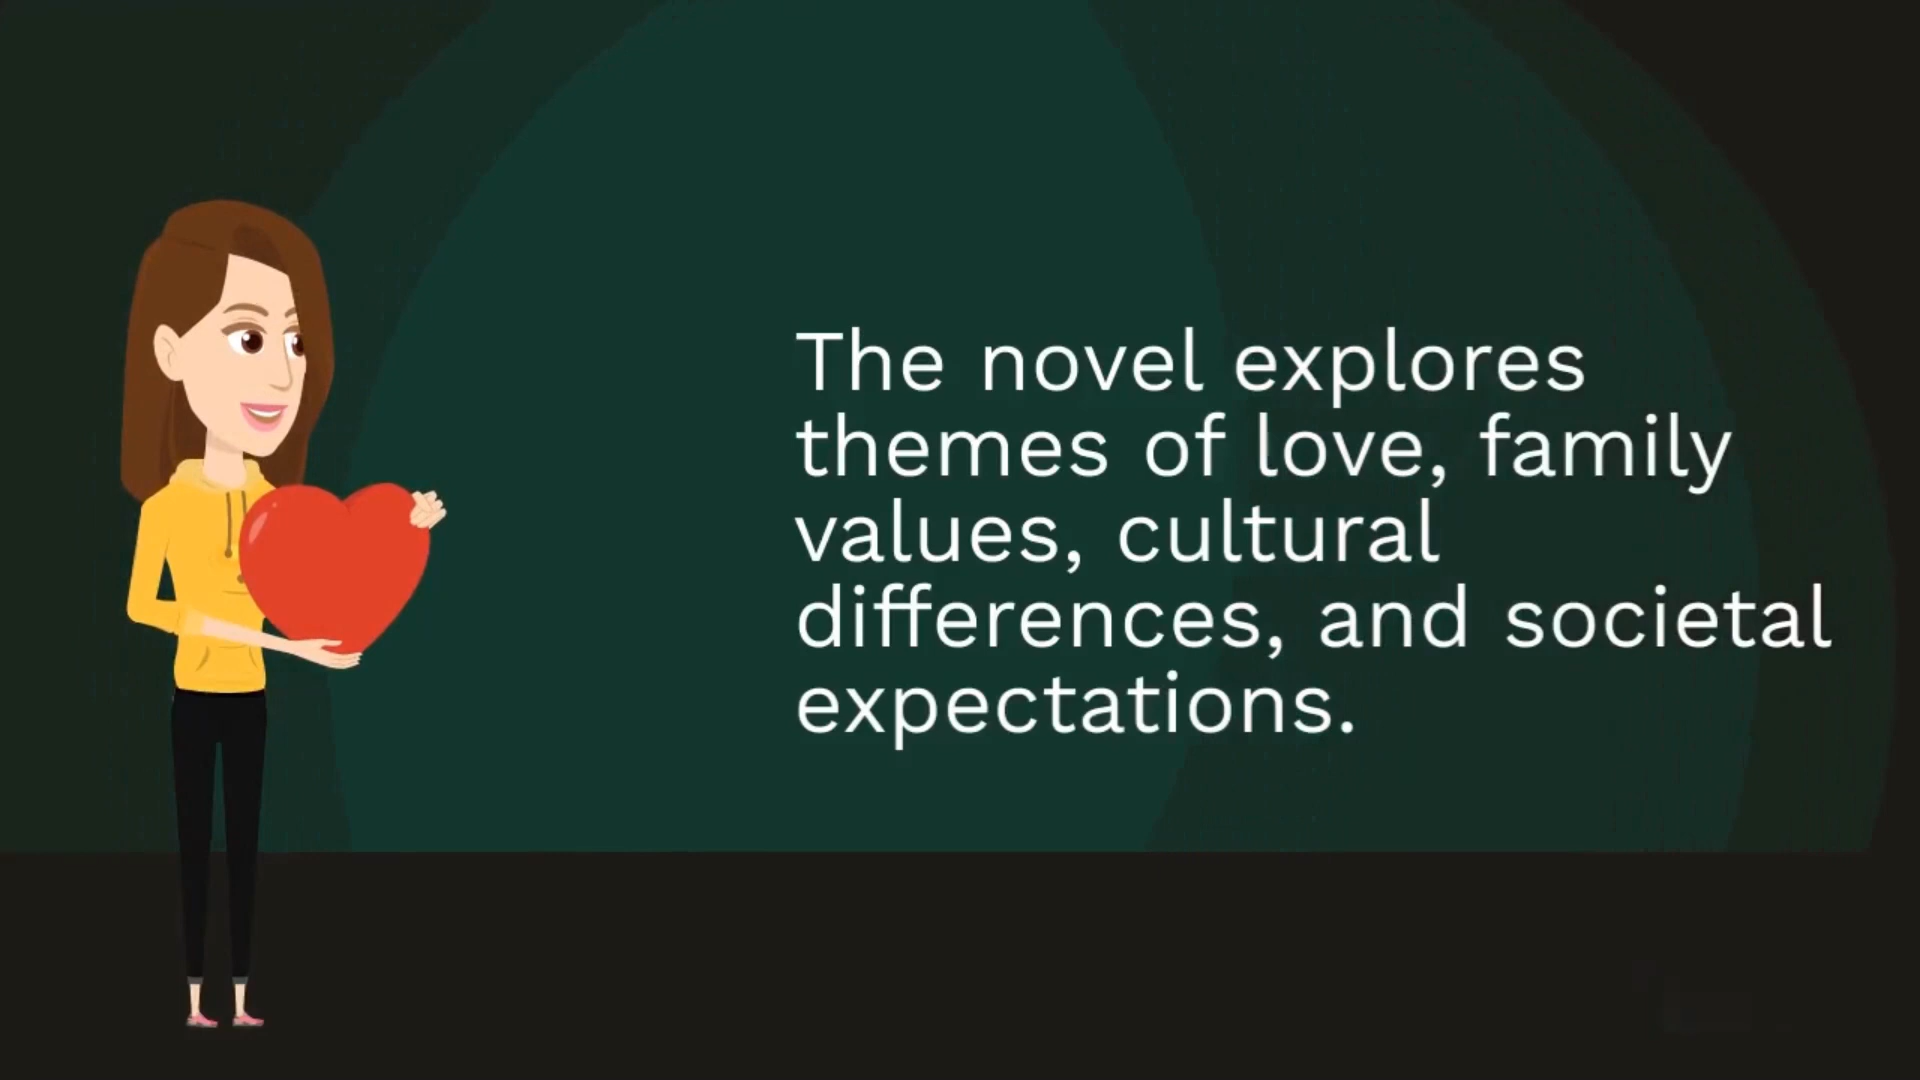 The novel explores
themes of love, family
values, cultural
differences, and societal
expectations.